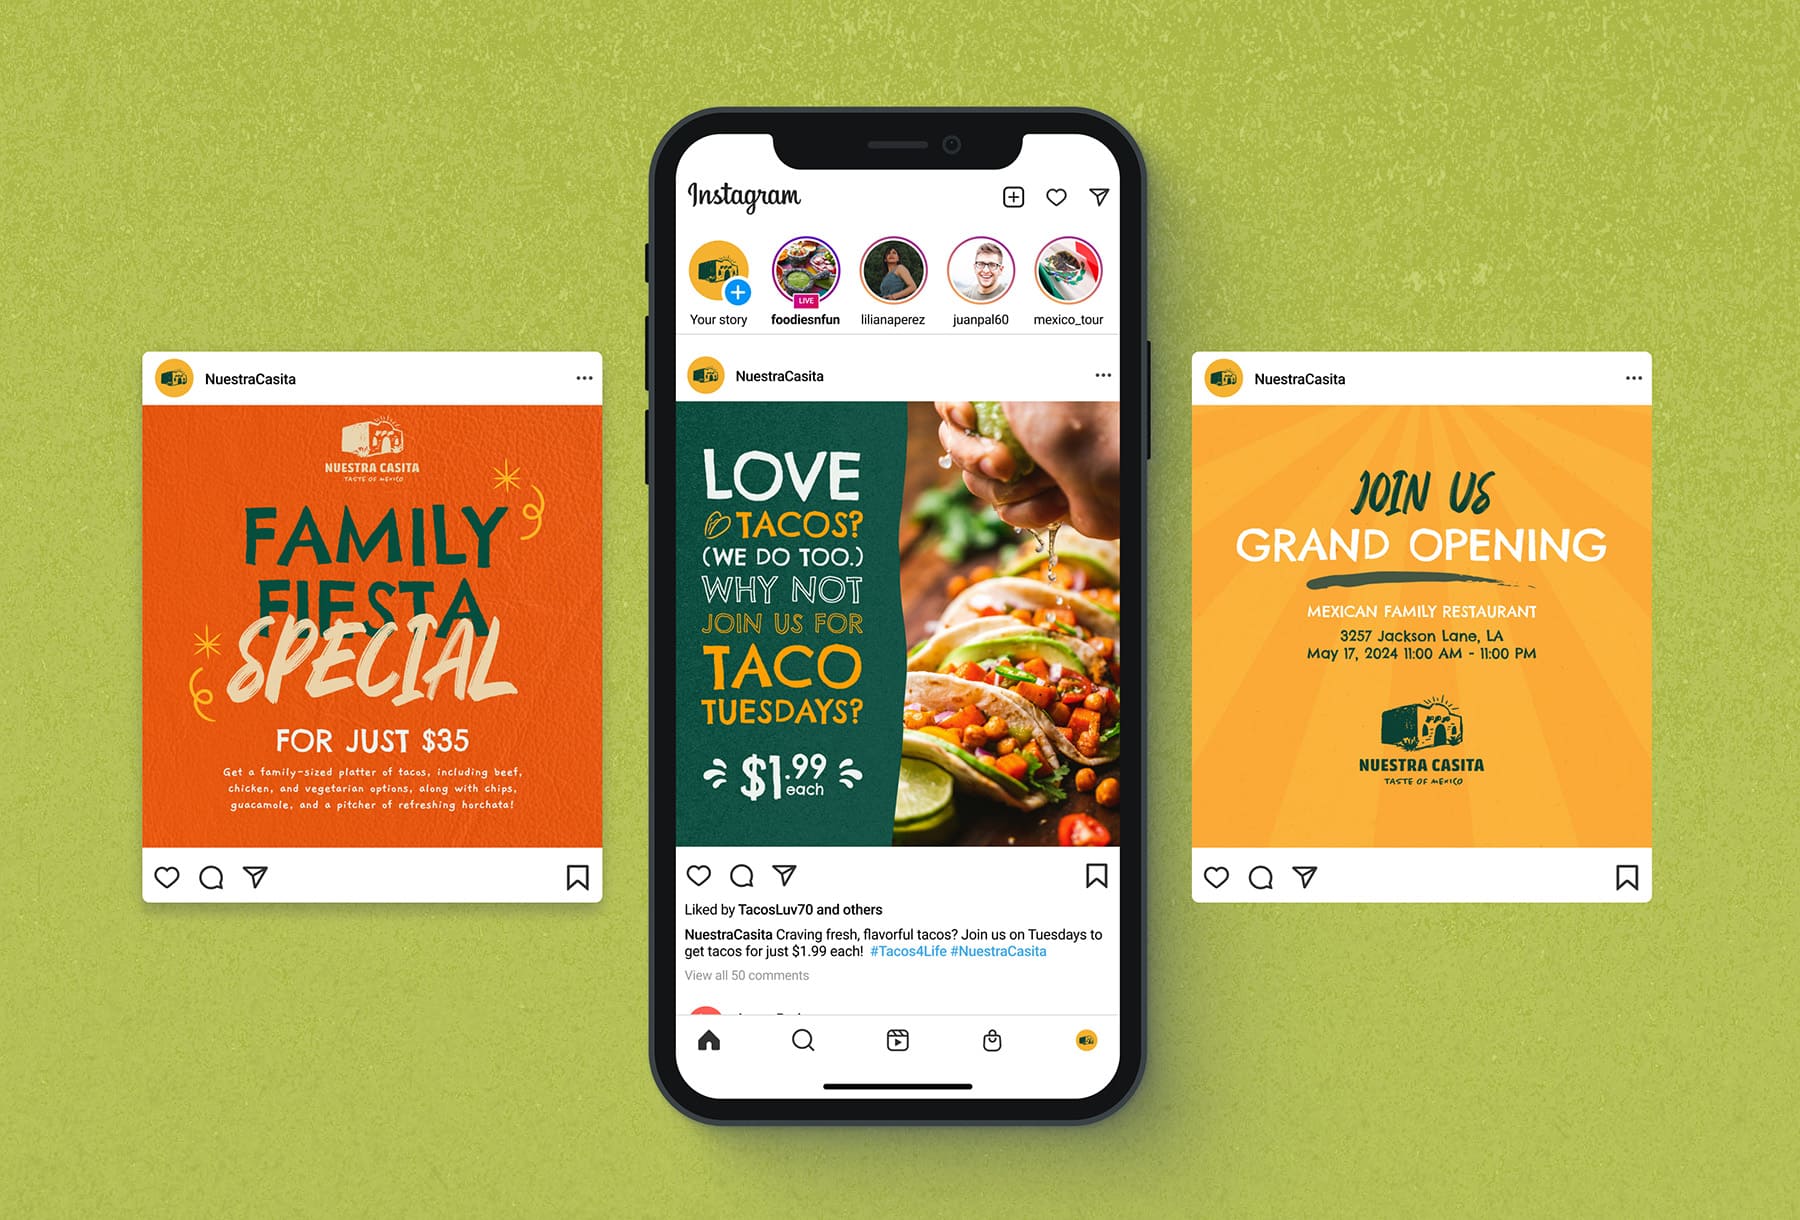 NuestraCasita
NUESTRA CASITA
TASTE OF MEXICO
FAMILY
FIESTA
SPECIAL
FOR JUST $35
Get a family-sized platter of tacos, including beef,
chicken, and vegetarian options, along with chips,
guacamole, and a pitcher of refreshing horchata!
Instagram
LIVE
Your story
foodiesnfun
lilianaperez
juanpal60
mexico_tour
NuestraCasita
LOVE
TACOS?
(WE DO TOO.)
WHY NOT
JOIN US FOR
TACO
TUESDAYS?
$1.99
each
Liked by TacosLuv70 and others
NuestraCasita Craving fresh, flavorful tacos? Join us on Tuesdays to
get tacos for just $1.99 each! #Tacos4Life #NuestraCasita
View all 50 comments
NuestraCasita
JOIN US
GRAND OPENING
MEXICAN FAMILY RESTAURANT
3257 Jackson Lane, LA
May 17, 2024 11:00 AM - 11:00 PM
NUESTRA CASITA
TASTE OF MEXICO